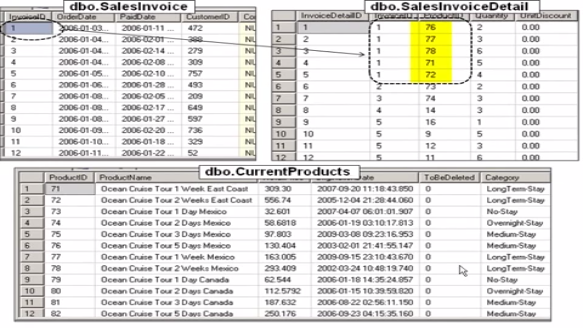 dbo.SalesInvoice
InvoiceID OrderDate PaidDate CustomerID
1 2006-01-03... 2006-01-11 ... 472 NU
2006-01-04... 2006-02-01 ... 388
3 2006-01-04... 2006-02-14 ... 279 NU
4 2006-01-04... 2006-02-08 ... 309 NU
5 2006-01-05... 2006-02-10 ... 757 NU
6 2006-01-06... 2006-01-28 ... 493 NU
7 2006-01-08... 2006-02-05 ... 208 NU
8 2006-01-08... 2006-02-17 ... 649 NU
9 2006-01-08... 2006-01-27 ... 597 NU
10 2006-01-09... 2006-02-20 ... 736 NU
11 2006-01-10... 2006-01-18 ... 329 NU
12 2006-01-11... 2006-01-22 ... 52 NU
dbo.SalesInvoiceDetail
InvoiceDetailID InvoiceID ProductID Quantity UnitDiscount
1 1 1 76 2 0.00
2 1 77 3 0.00
3 1 78 6 0.00
4 4 1 71 5 0.00
5 5 1 72 4 0.00
6 6 2 73 2 0.00
7 7 3 74 3 0.00
8 8 4 14 3 0.00
9 9 5 16 1 0.00
10 10 5 9 5 0.00
11 11 5 12 3 0.00
12 12 5 11 6 0.00
dbo.CurrentProducts
ProductID ProductName Date ToBeDeleted Category
1 71 Ocean Cruise Tour 1 Week East Coast 309.30 2007-09-20 11:18:43.850 0 LongTerm-Stay
2 72 Ocean Cruise Tour 2 Weeks East Coast 556.74 2005-12-04 21:28:44.060 0 LongTerm-Stay
3 73 Ocean Cruise Tour 1 Day Mexico 32.601 2007-04-07 06:01:01.907 0 No-Stay
4 74 Ocean Cruise Tour 2 Days Mexico 58.6818 2006-01-19 03:10:17.813 0 Overnight-Stay
5 75 Ocean Cruise Tour 3 Days Mexico 97.803 2009-03-08 09:23:16.953 0 Medium-Stay
6 76 Ocean Cruise Tour 5 Days Mexico 130.404 2003-02-01 21:41:55.147 0 Medium-Stay
7 77 Ocean Cruise Tour 1 Week Mexico 163.005 2009-09-15 23:10:43.670 0 LongTerm-Stay
8 78 Ocean Cruise Tour 2 Weeks Mexico 293.409 2002-03-24 10:48:19.740 0 LongTerm-Stay
9 79 Ocean Cruise Tour 1 Day Canada 62.544 2006-01-18 14:35:24.857 0 No-Stay
10 80 Ocean Cruise Tour 2 Days Canada 112.5792 2006-01-15 10:39:59.820 0 Overnight-Stay
11 81 Ocean Cruise Tour 3 Days Canada 187.632 2006-08-22 02:56:11.150 0 Medium-Stay
12 82 Ocean Cruise Tour 5 Days Canada 250.176 2006-09-23 04:15:35.160 0 Medium-Stay